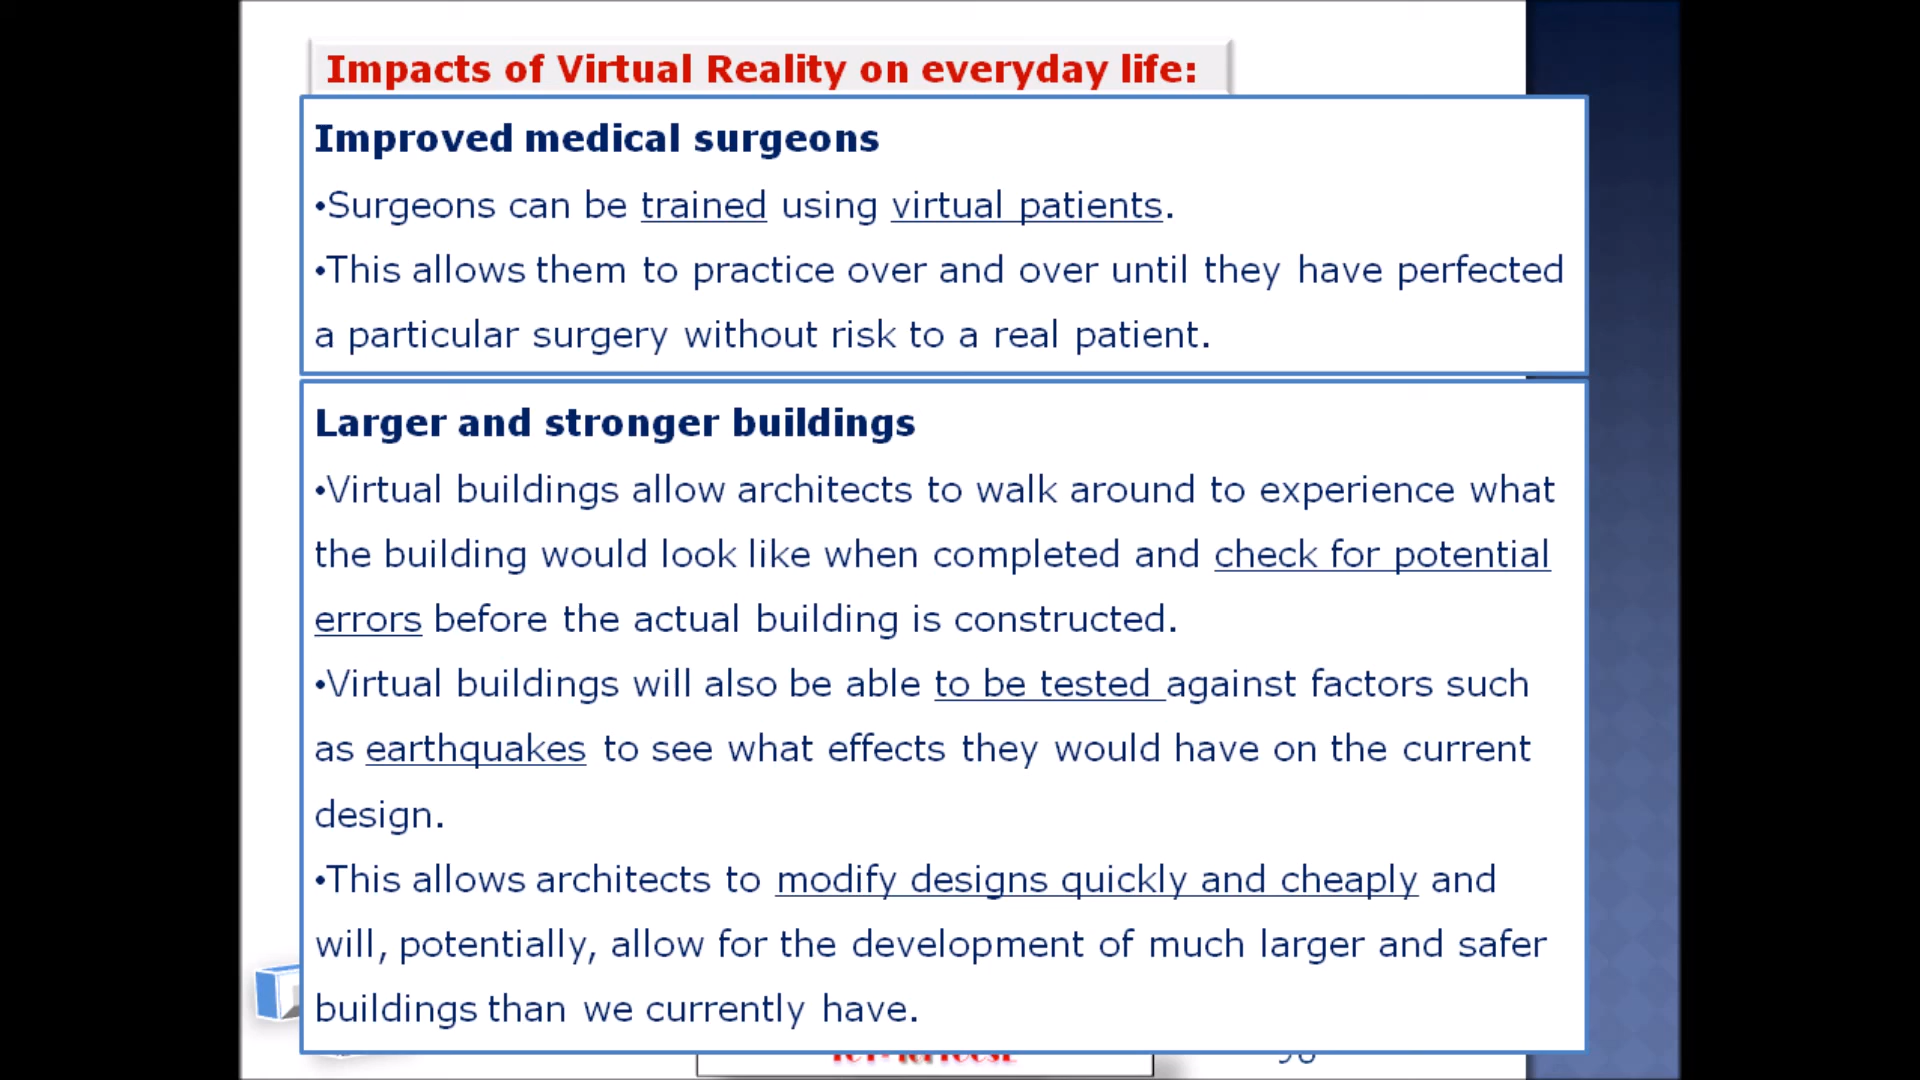 Impacts of Virtual Reality on everyday life:
Improved medical surgeons
•Surgeons can be trained using virtual patients.
•This allows them to practice over and over until they have perfected
a particular surgery without risk to a real patient.
Larger and stronger buildings
•Virtual buildings allow architects to walk around to experience what
the building would look like when completed and check for potential
errors before the actual building is constructed.
•Virtual buildings will also be able to be tested against factors such
as earthquakes to see what effects they would have on the current
design.
•This allows architects to modify designs quickly and cheaply and
will, potentially, allow for the development of much larger and safer
buildings than we currently have.